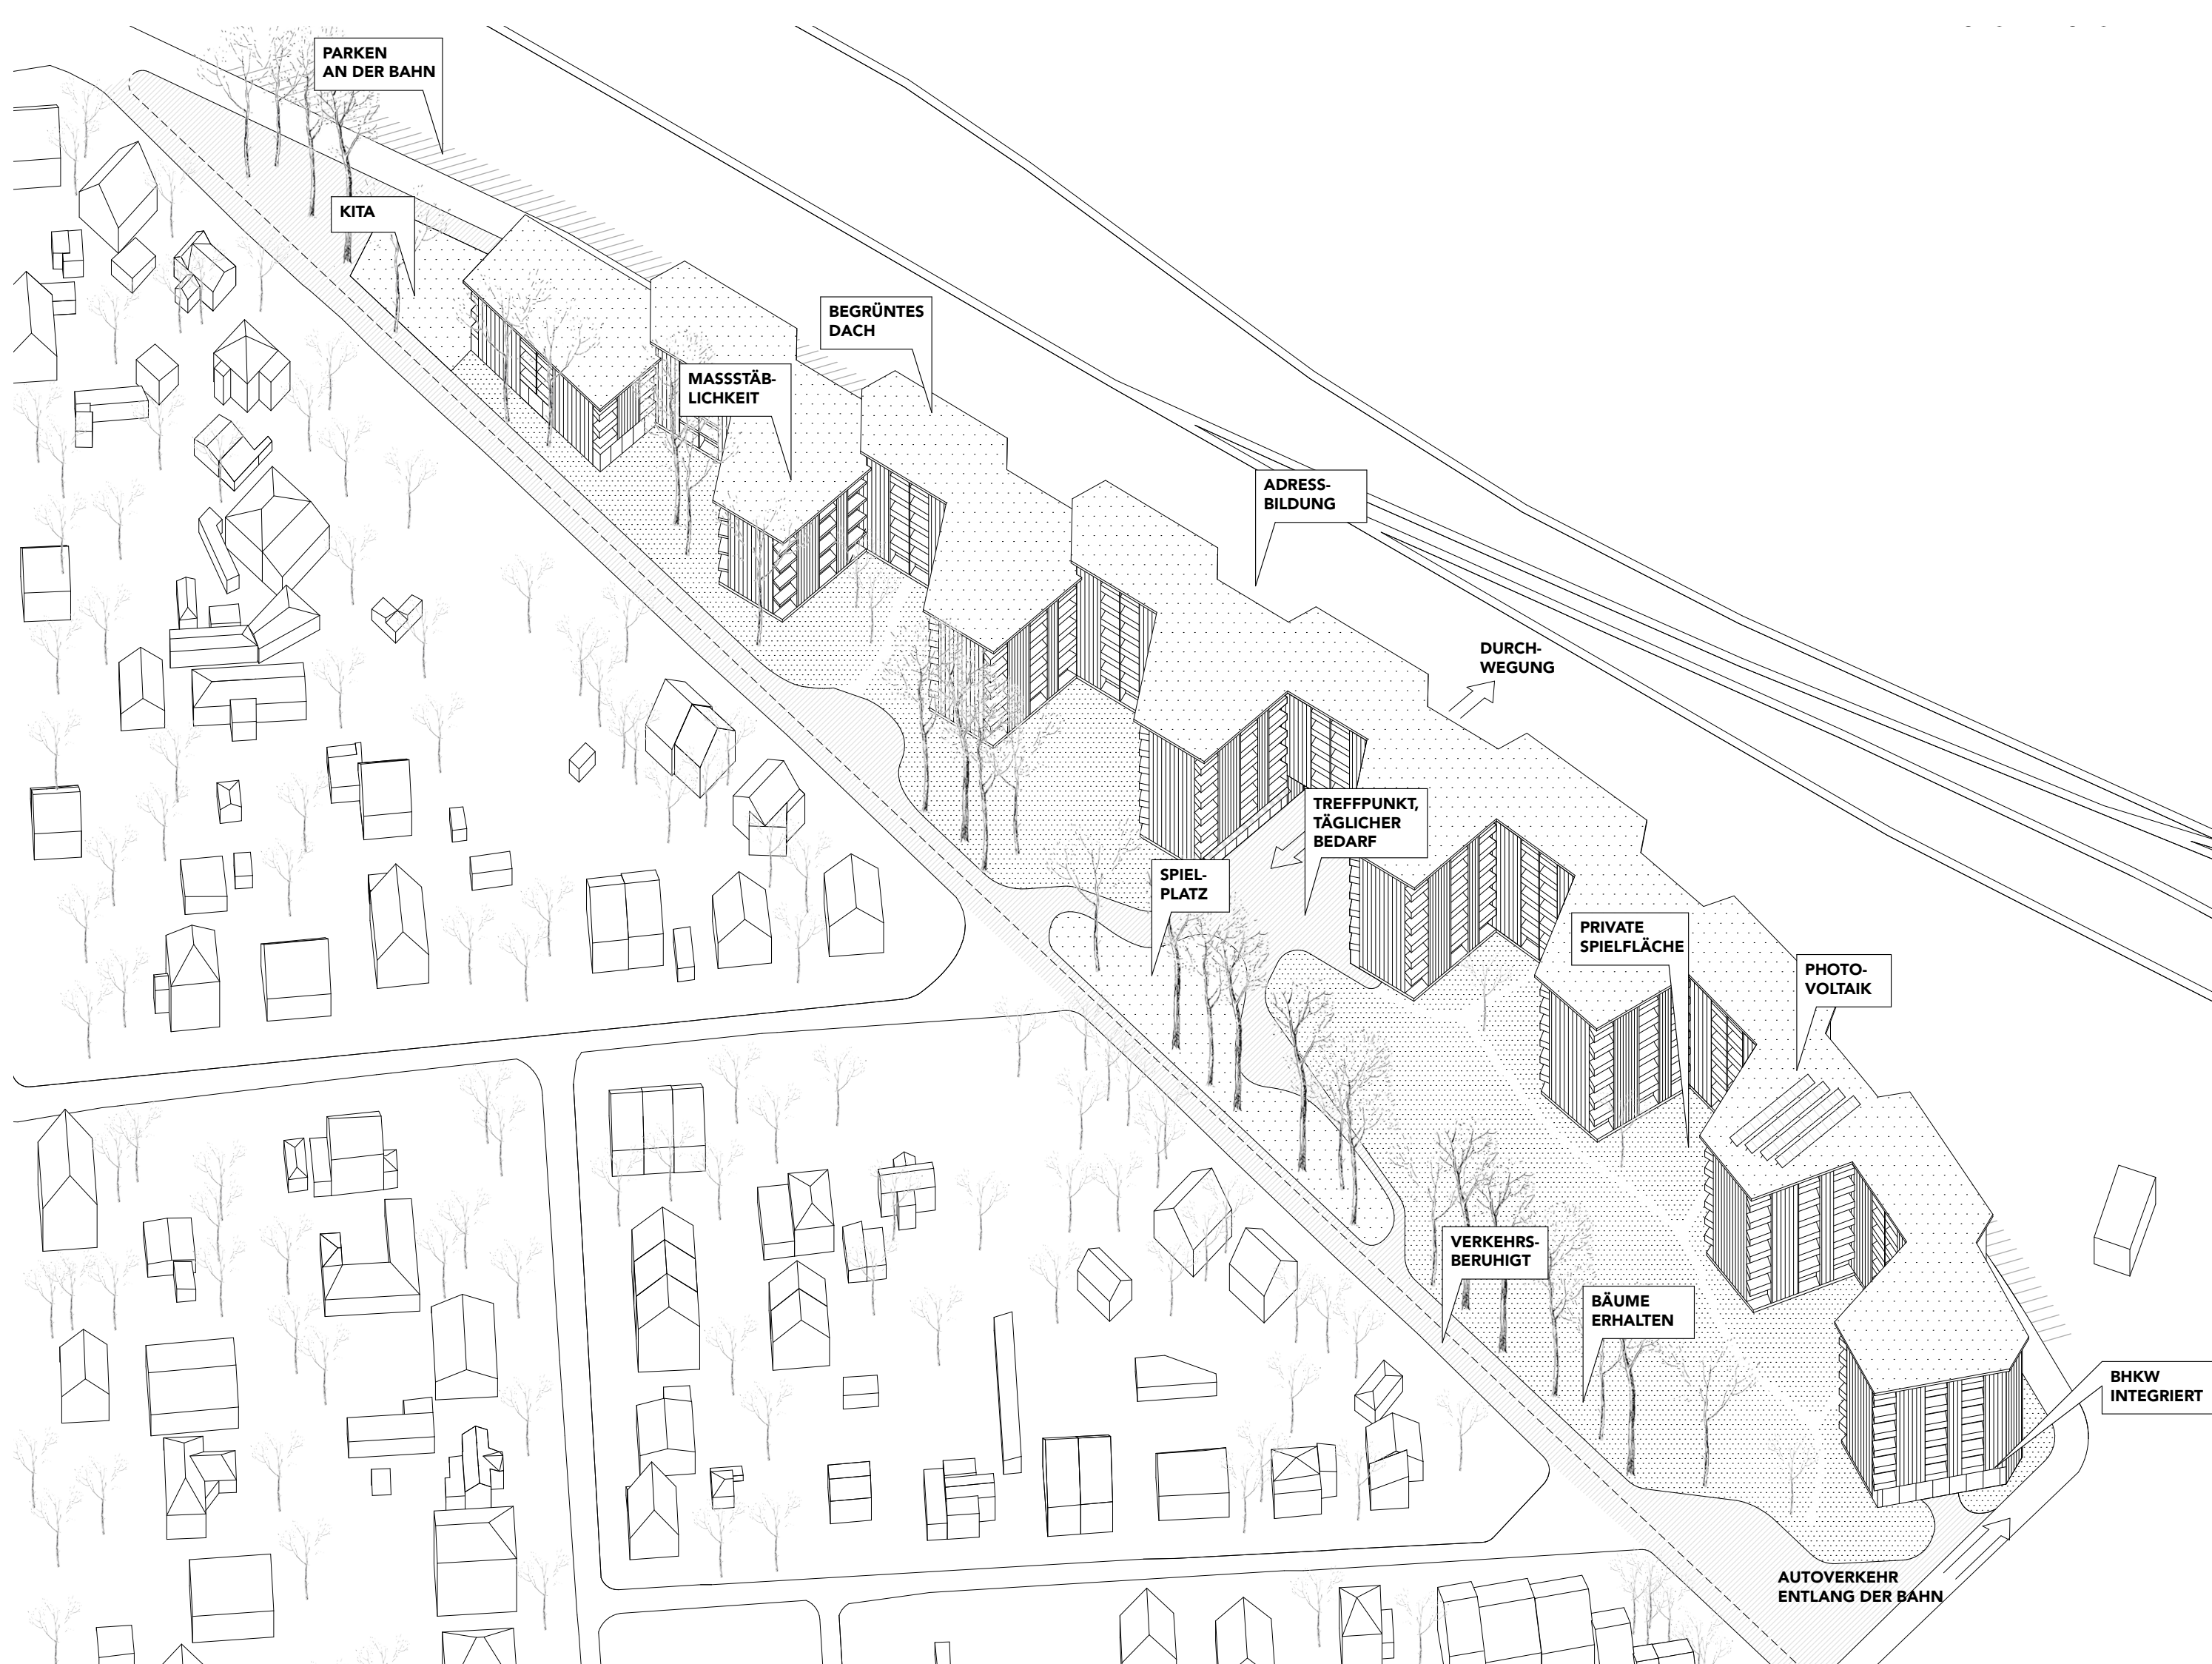 PARKEN
AN DER BAHN
KITA
BEGRÜNTES
DACH
MASSSTÄB-
LICHKEIT
ADRESS-
BILDUNG
DURCH-
WEGUNG
TREFFPUNKT,
TÄGLICHER
BEDARF
SPIEL-
PLATZ
PRIVATE
SPIELFLÄCHE
PHOTO-
VOLTAIK
VERKEHRS-
BERUHIGT
BÄUME
ERHALTEN
BHKW
INTEGRIERT
AUTOVERKEHR
ENTLANG DER BAHN